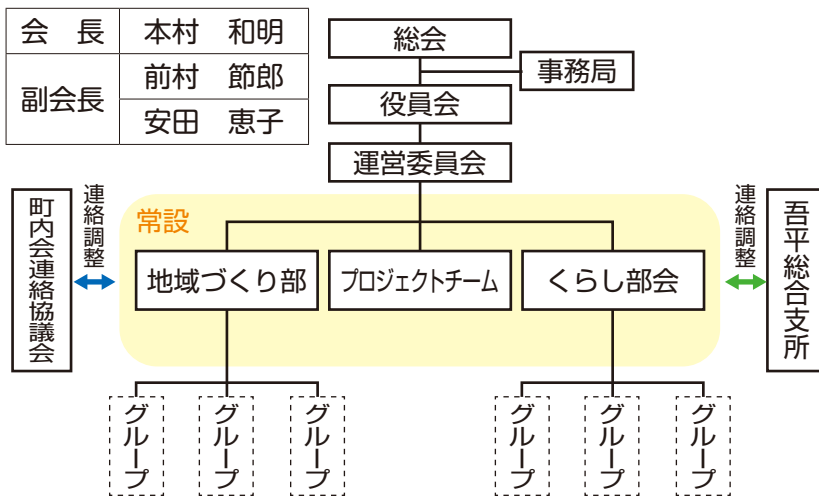 会　長　本村　和明
副会長　前村　節郎
安田　恵子
総会
事務局
役員会
運営委員会
常設
町内会連絡協議会
連絡調整
地域づくり部
プロジェクトチーム
くらし部会
連絡調整
吾平総合支所
グループ
グループ
グループ
グループ
グループ
グループ